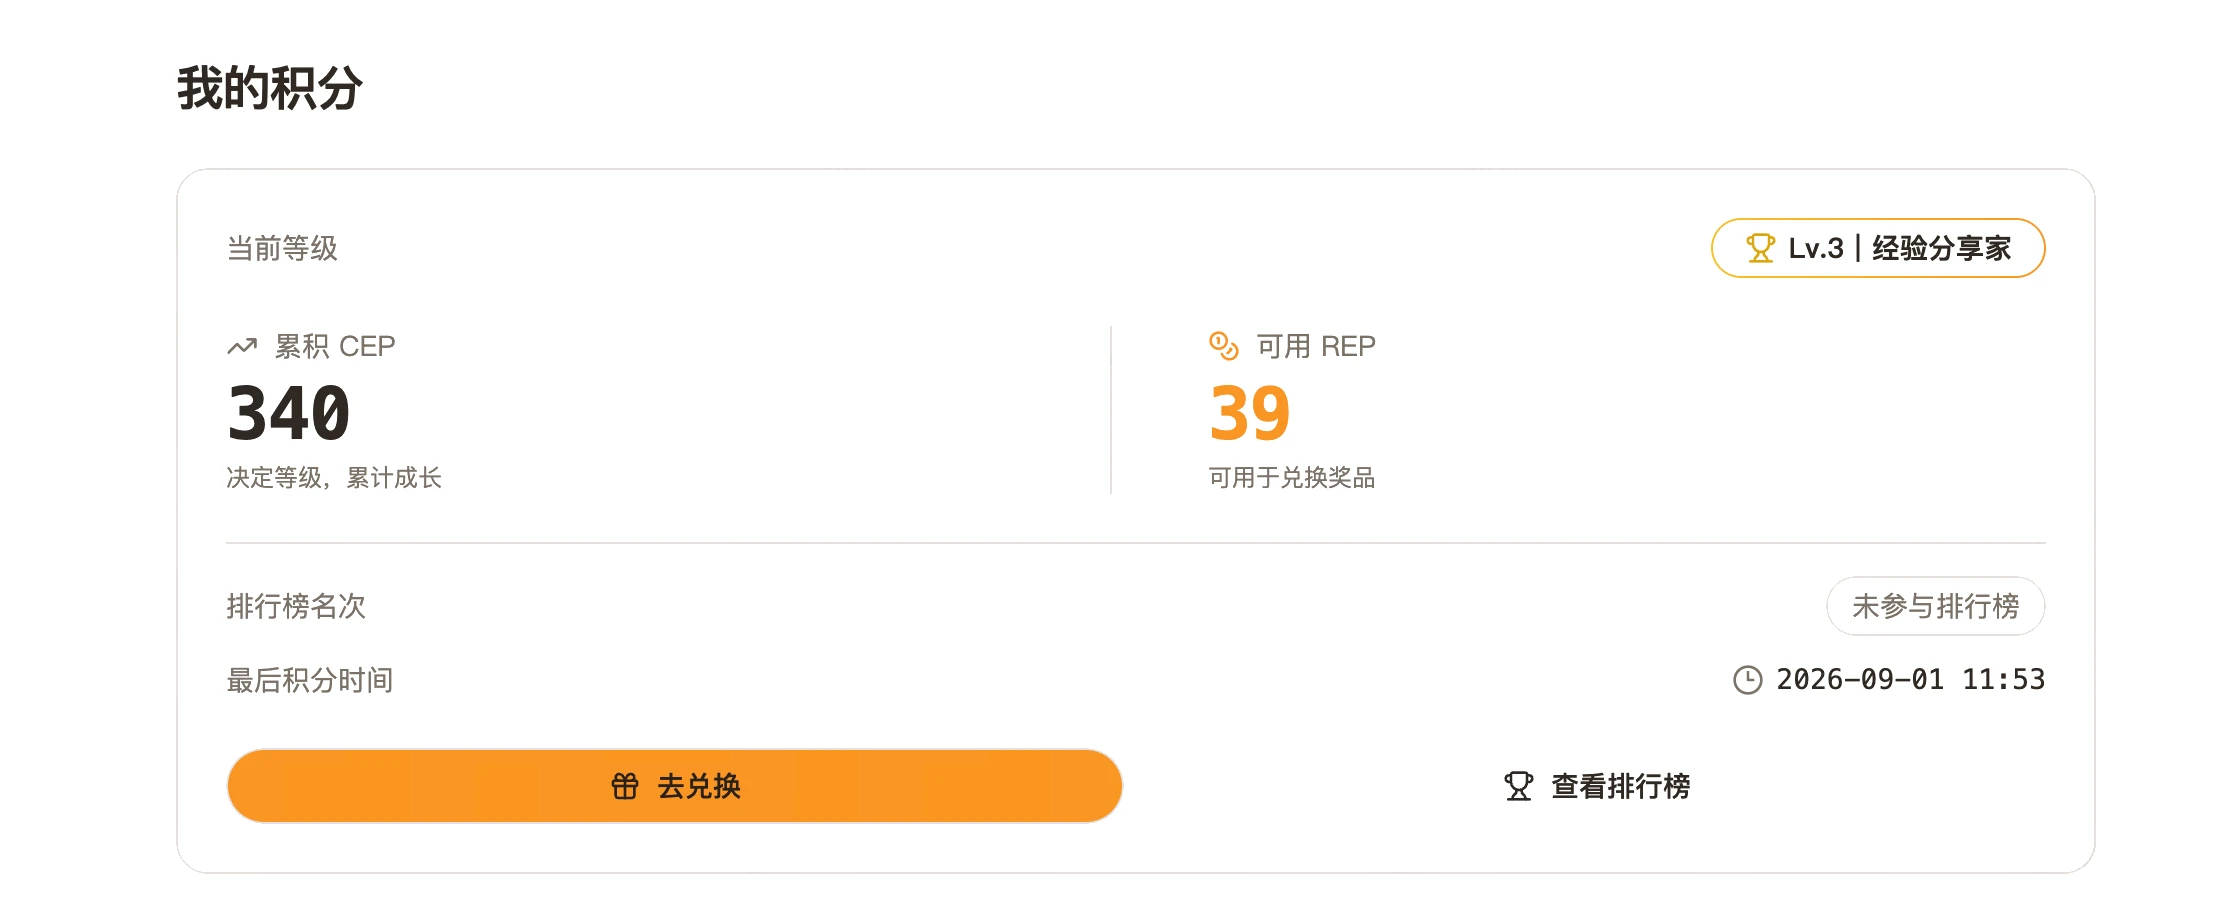 我的积分
当前等级
Lv.3 | 经验分享家
累积 CEP
340
决定等级，累计成长
可用 REP
39
可用于兑换奖品
排行榜名次
未参与排行榜
最后积分时间
2026-09-01 11:53
去兑换
查看排行榜